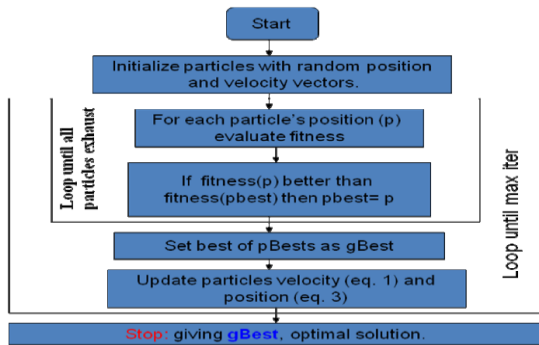 Start
Initialize particles with random position
and velocity vectors.
For each particle's position (p)
evaluate fitness
If fitness(p) better than
fitness(pbest) then pbest= p
Loop until all
particles exhaust
Set best of pBests as gBest
Update particles velocity (eq. 1) and
position (eq. 3)
Loop until max iter
Stop: giving gBest, optimal solution.